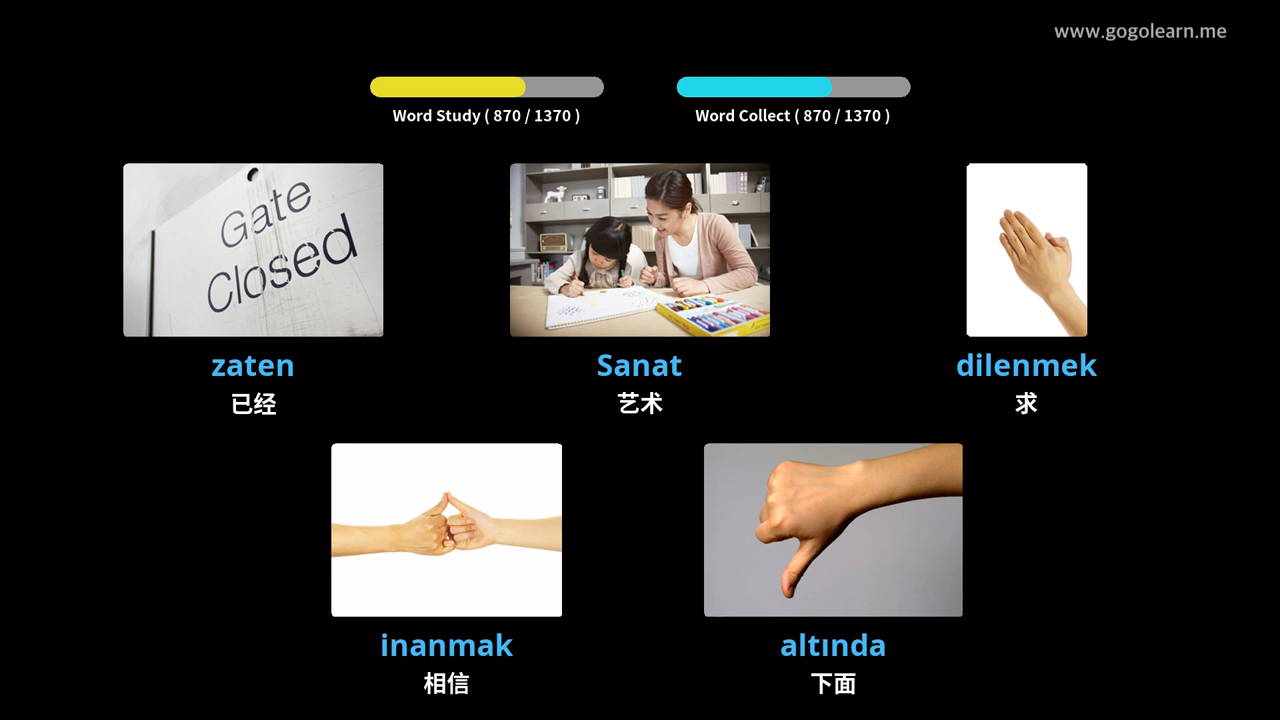 www.gogolearn.me
Word Study ( 870 / 1370 )
Word Collect ( 870 / 1370 )
Gate
Closed
zaten
已经
Sanat
艺术
dilenmek
求
inanmak
相信
altında
下面